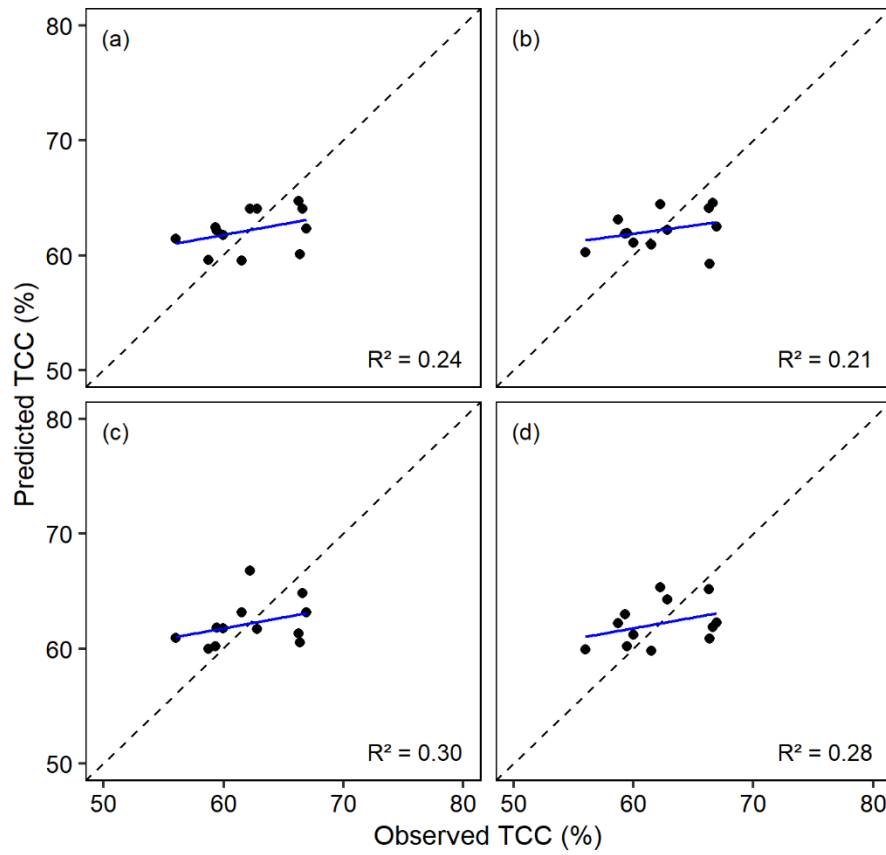 (a)
(b)
80
70
60
50
R² = 0.24
R² = 0.21
Predicted TCC (%)
(c)
(d)
80
70
60
50
R² = 0.30
R² = 0.28
50 60 70 80 50 60 70 80
Observed TCC (%)